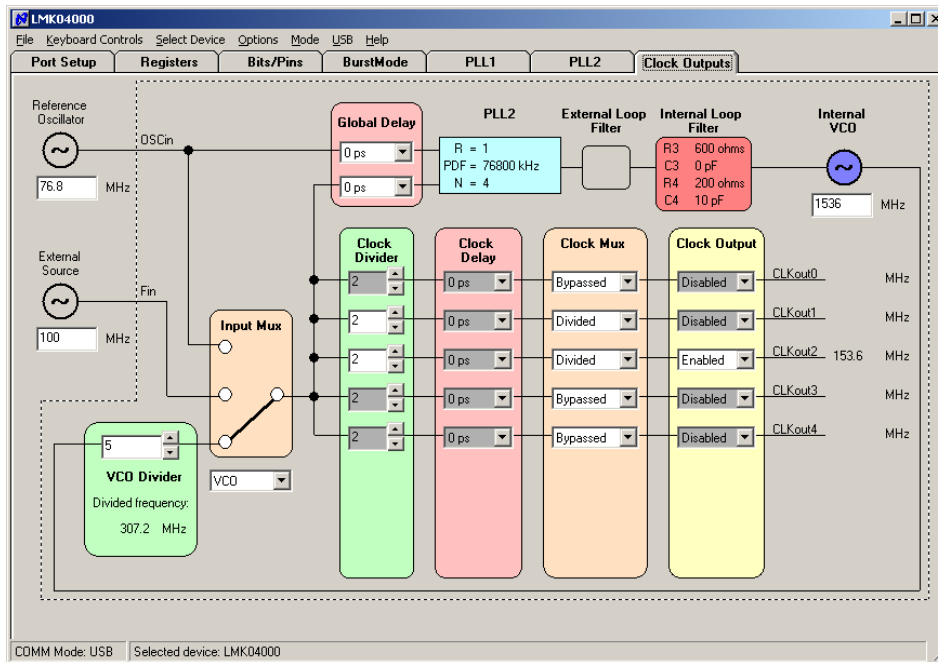 LMK04000
File Keyboard Controls Select Device Options Mode USB Help
Port Setup Registers Bits/Pins BurstMode PLL1 PLL2 Clock Outputs
Reference Oscillator
76.8 MHz
OSCin
Global Delay
0 ps
0 ps
PLL2
R = 1
PDF = 76800 kHz
N = 4
External Loop Filter
Internal Loop Filter
R3 600 ohms
C3 0 pF
R4 200 ohms
C4 10 pF
Internal VCO
1536 MHz
External Source
100 MHz
Fin
Input Mux
VCO
5
VCO Divider
Divided frequency:
307.2 MHz
Clock Divider Clock Delay Clock Mux Clock Output
2 0 ps Bypassed Disabled CLKout0 MHz
2 0 ps Divided Disabled CLKout1 MHz
2 0 ps Divided Enabled CLKout2 153.6 MHz
2 0 ps Bypassed Disabled CLKout3 MHz
2 0 ps Bypassed Disabled CLKout4 MHz
COMM Mode: USB Selected device: LMK04000